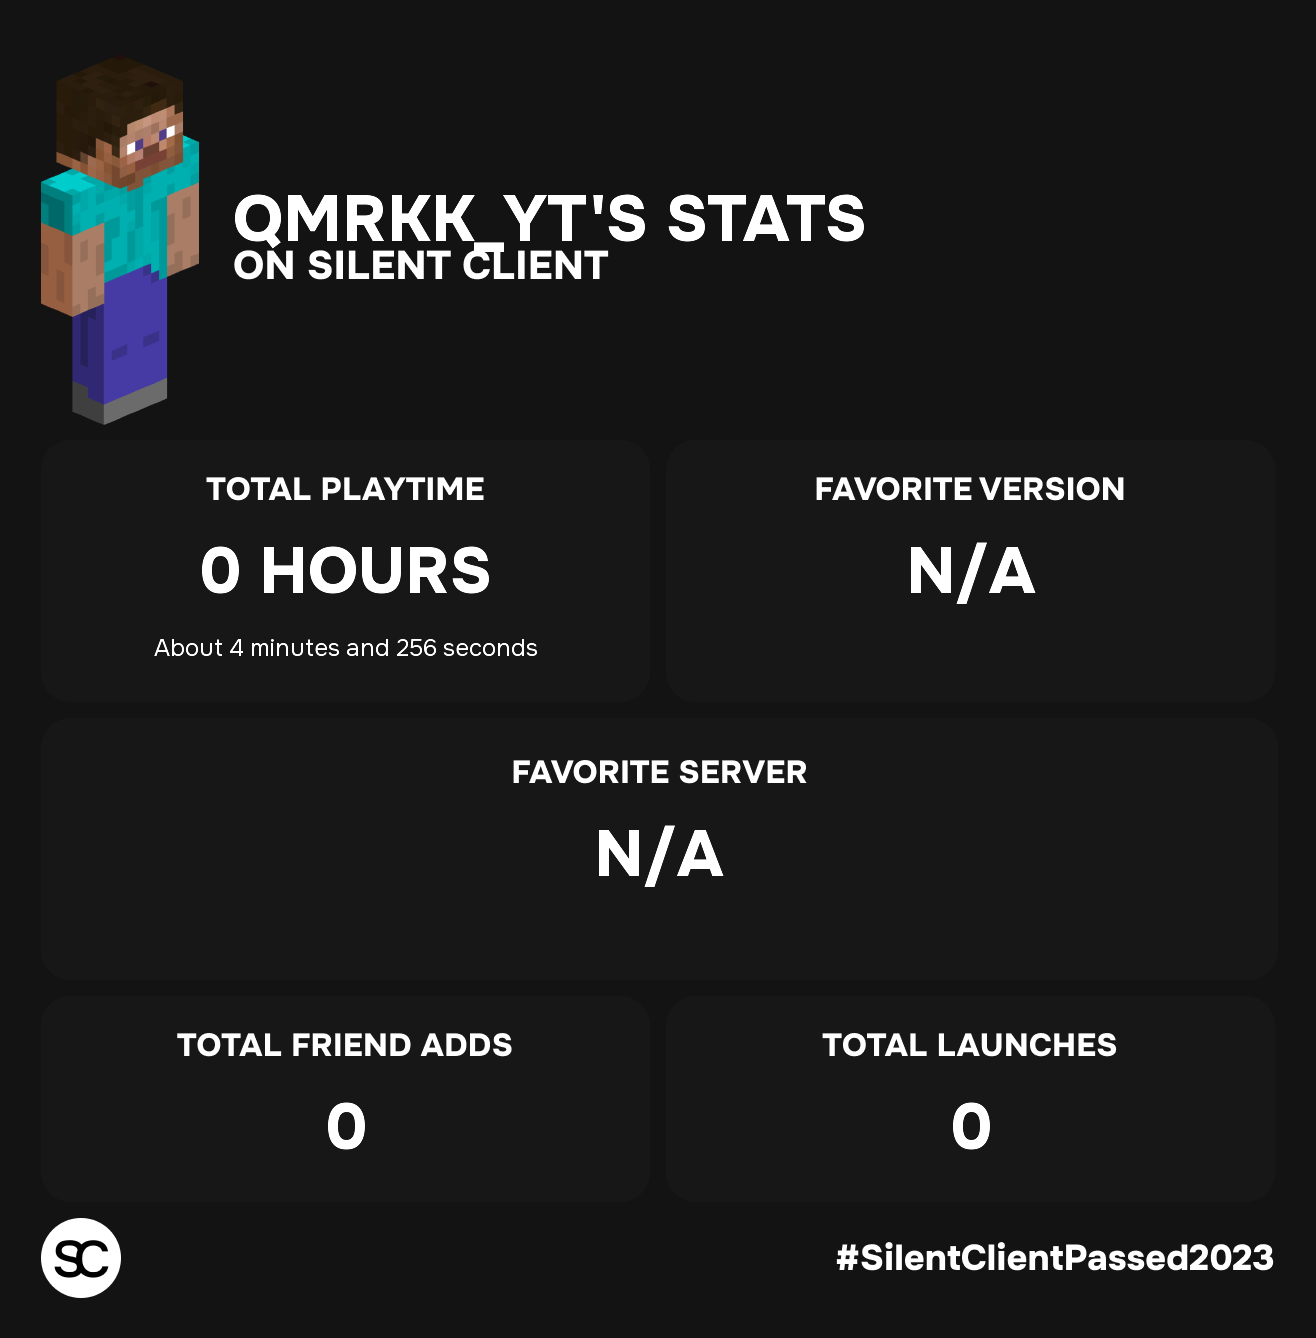 QMRKK_YT'S STATS
ON SILENT CLIENT
TOTAL PLAYTIME
0 HOURS
About 4 minutes and 256 seconds
FAVORITE VERSION
N/A
FAVORITE SERVER
N/A
TOTAL FRIEND ADDS
0
TOTAL LAUNCHES
0
SC
#SilentClientPassed2023